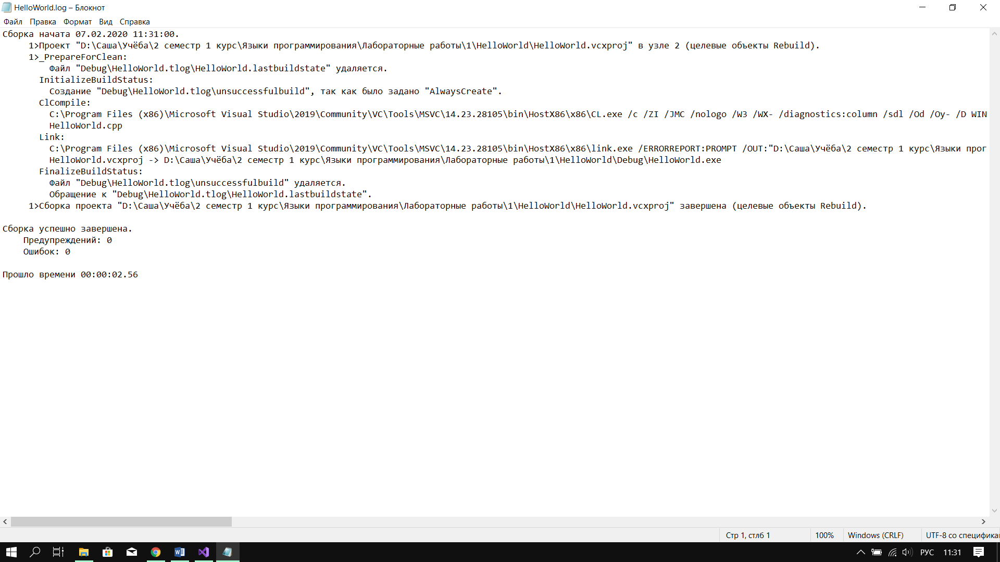 HelloWorld.log – Блокнот
Файл Правка Формат Вид Справка
Сборка начата 07.02.2020 11:31:00.
1>Проект "D:\Саша\Учёба\2 семестр 1 курс\Языки программирования\Лабораторные работы\1\HelloWorld\HelloWorld.vcxproj" в узле 2 (целевые объекты Rebuild).
1>_PrepareForClean:
Файл "Debug\HelloWorld.tlog\HelloWorld.lastbuildstate" удаляется.
InitializeBuildStatus:
Создание "Debug\HelloWorld.tlog\unsuccessfulbuild", так как было задано "AlwaysCreate".
ClCompile:
C:\Program Files (x86)\Microsoft Visual Studio\2019\Community\VC\Tools\MSVC\14.23.28105\bin\HostX86\x86\CL.exe /c /ZI /JMC /nologo /W3 /WX- /diagnostics:column /sdl /Od /Oy- /D WIN
HelloWorld.cpp
Link:
C:\Program Files (x86)\Microsoft Visual Studio\2019\Community\VC\Tools\MSVC\14.23.28105\bin\HostX86\x86\link.exe /ERRORREPORT:PROMPT /OUT:"D:\Саша\Учёба\2 семестр 1 курс\Языки прог
HelloWorld.vcxproj -> D:\Саша\Учёба\2 семестр 1 курс\Языки программирования\Лабораторные работы\1\HelloWorld\Debug\HelloWorld.exe
FinalizeBuildStatus:
Файл "Debug\HelloWorld.tlog\unsuccessfulbuild" удаляется.
Обращение к "Debug\HelloWorld.tlog\HelloWorld.lastbuildstate".
1>Сборка проекта "D:\Саша\Учёба\2 семестр 1 курс\Языки программирования\Лабораторные работы\1\HelloWorld\HelloWorld.vcxproj" завершена (целевые объекты Rebuild).
Сборка успешно завершена.
Предупреждений: 0
Ошибок: 0
Прошло времени 00:00:02.56
Стр 1, стлб 1 100% Windows (CRLF) UTF-8 со специфика
РУС 11:31